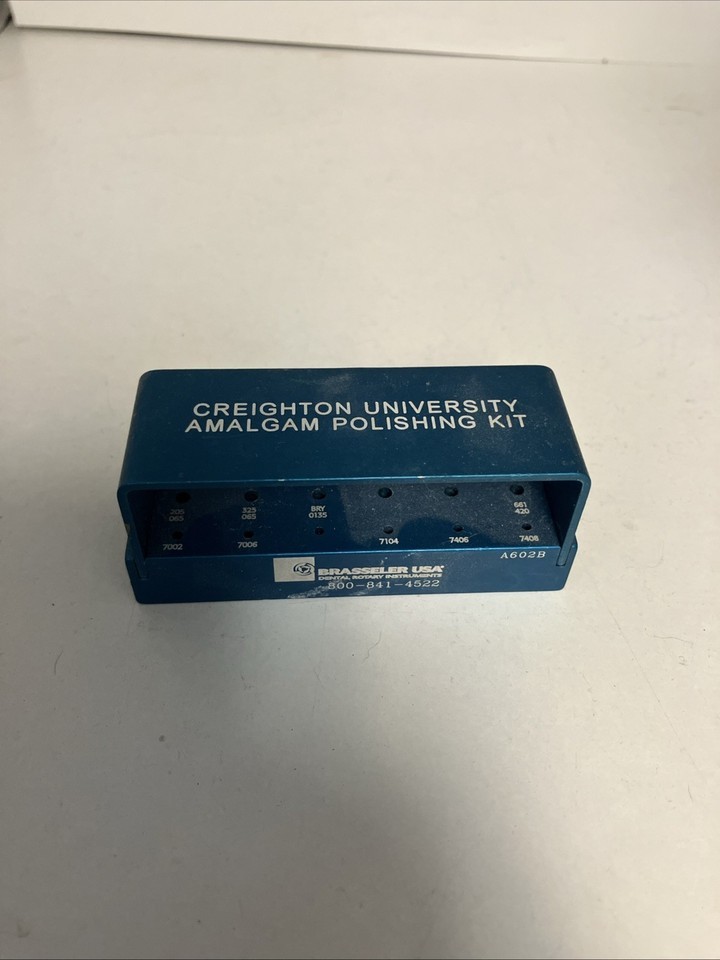 CREIGHTON UNIVERSITY
AMALGAM POLISHING KIT
205 325 BRY 661
065 065 0135 420
7002 7006 7104 7406 7408
A602B
BRASSELER USA®
DENTAL ROTARY INSTRUMENTS
800-841-4522